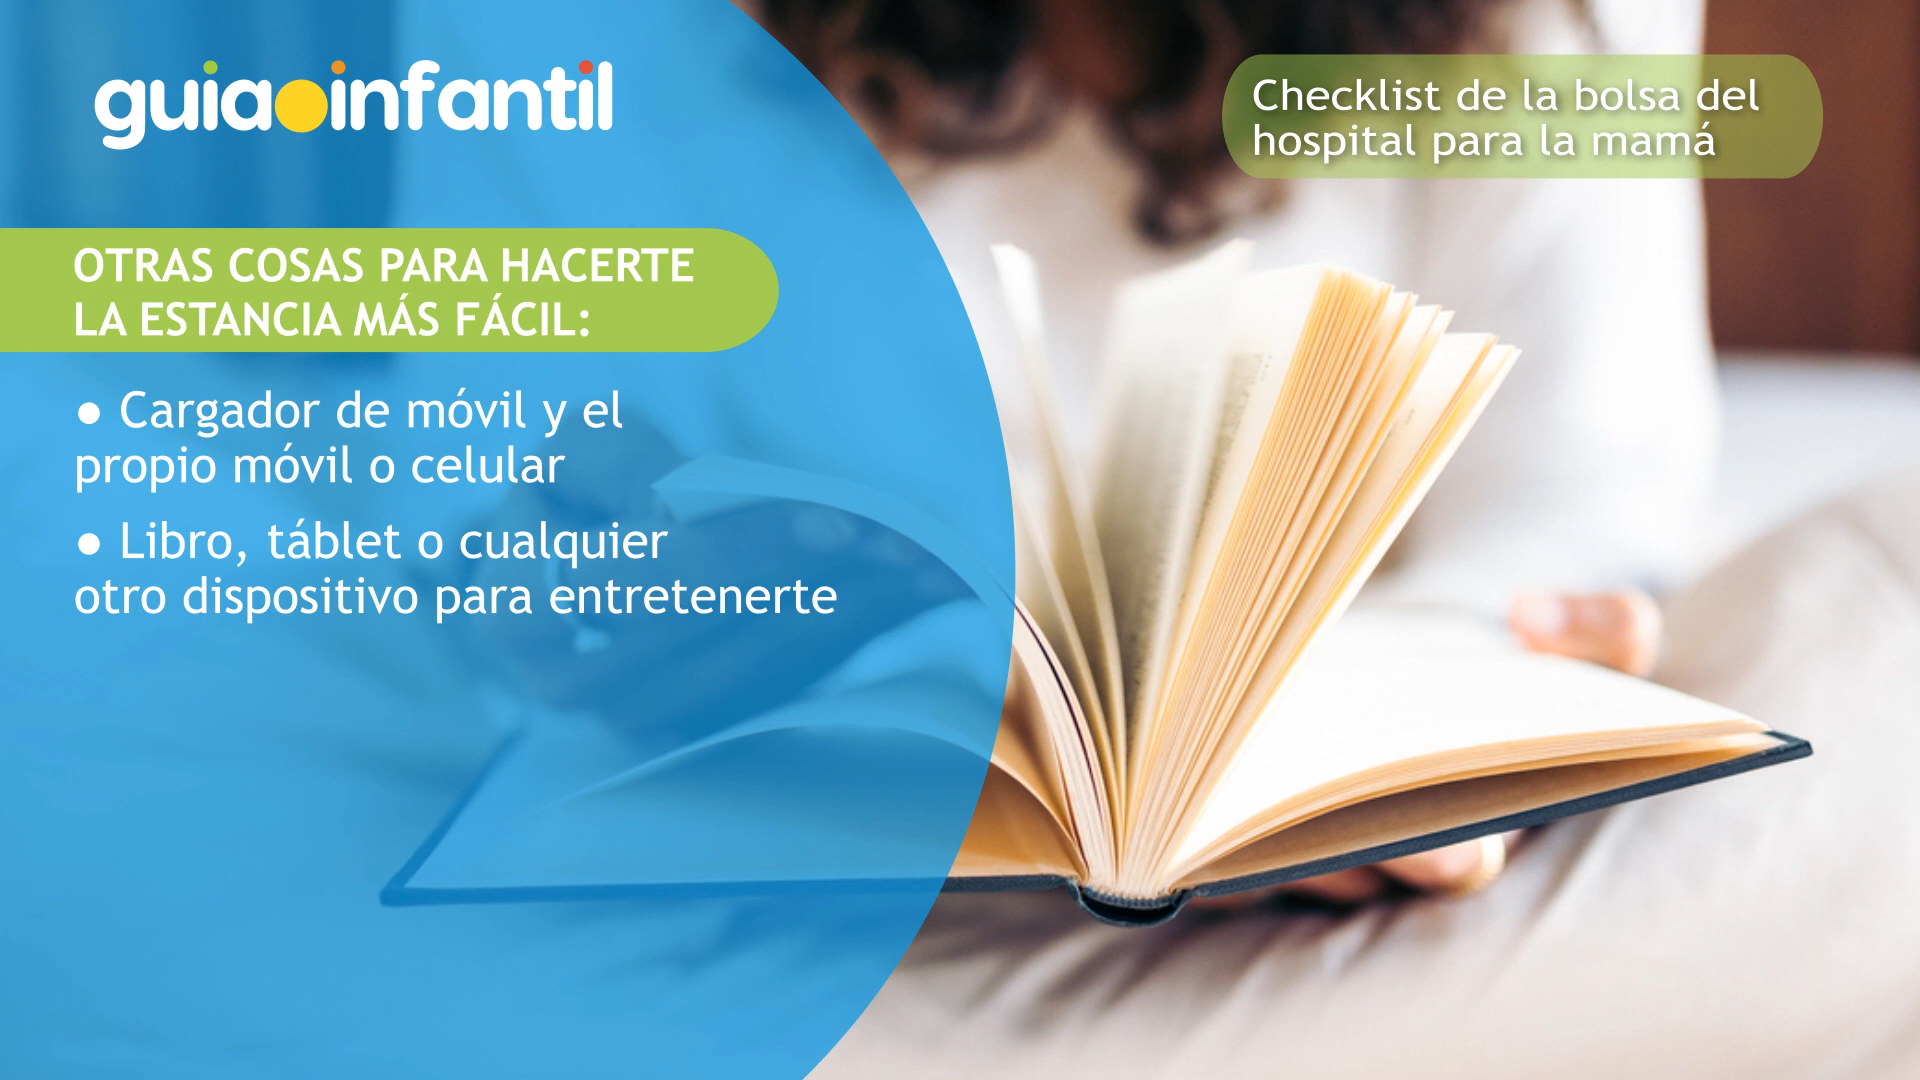 guiainfantil
Checklist de la bolsa del
hospital para la mamá
OTRAS COSAS PARA HACERTE
LA ESTANCIA MÁS FÁCIL:
● Cargador de móvil y el
propio móvil o celular
● Libro, táblet o cualquier
otro dispositivo para entretenerte